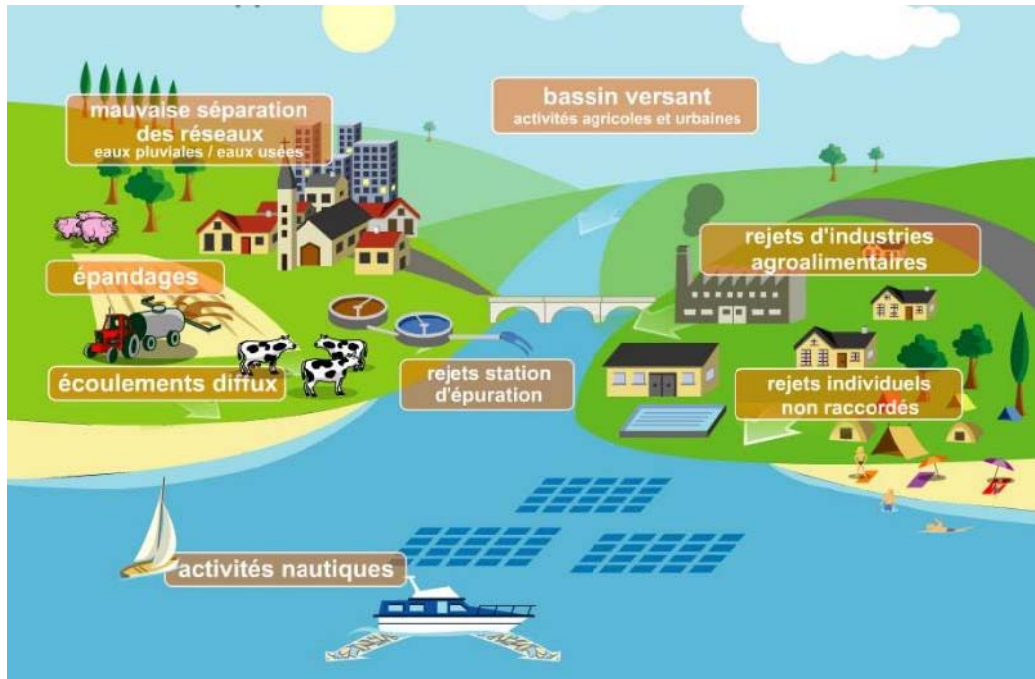 mauvaise séparation
des réseaux
eaux pluviales / eaux usées
bassin versant
activités agricoles et urbaines
rejets d'industries
agroalimentaires
épandages
écoulements diffux
rejets station
d'épuration
rejets individuels
non raccordés
activités nautiques